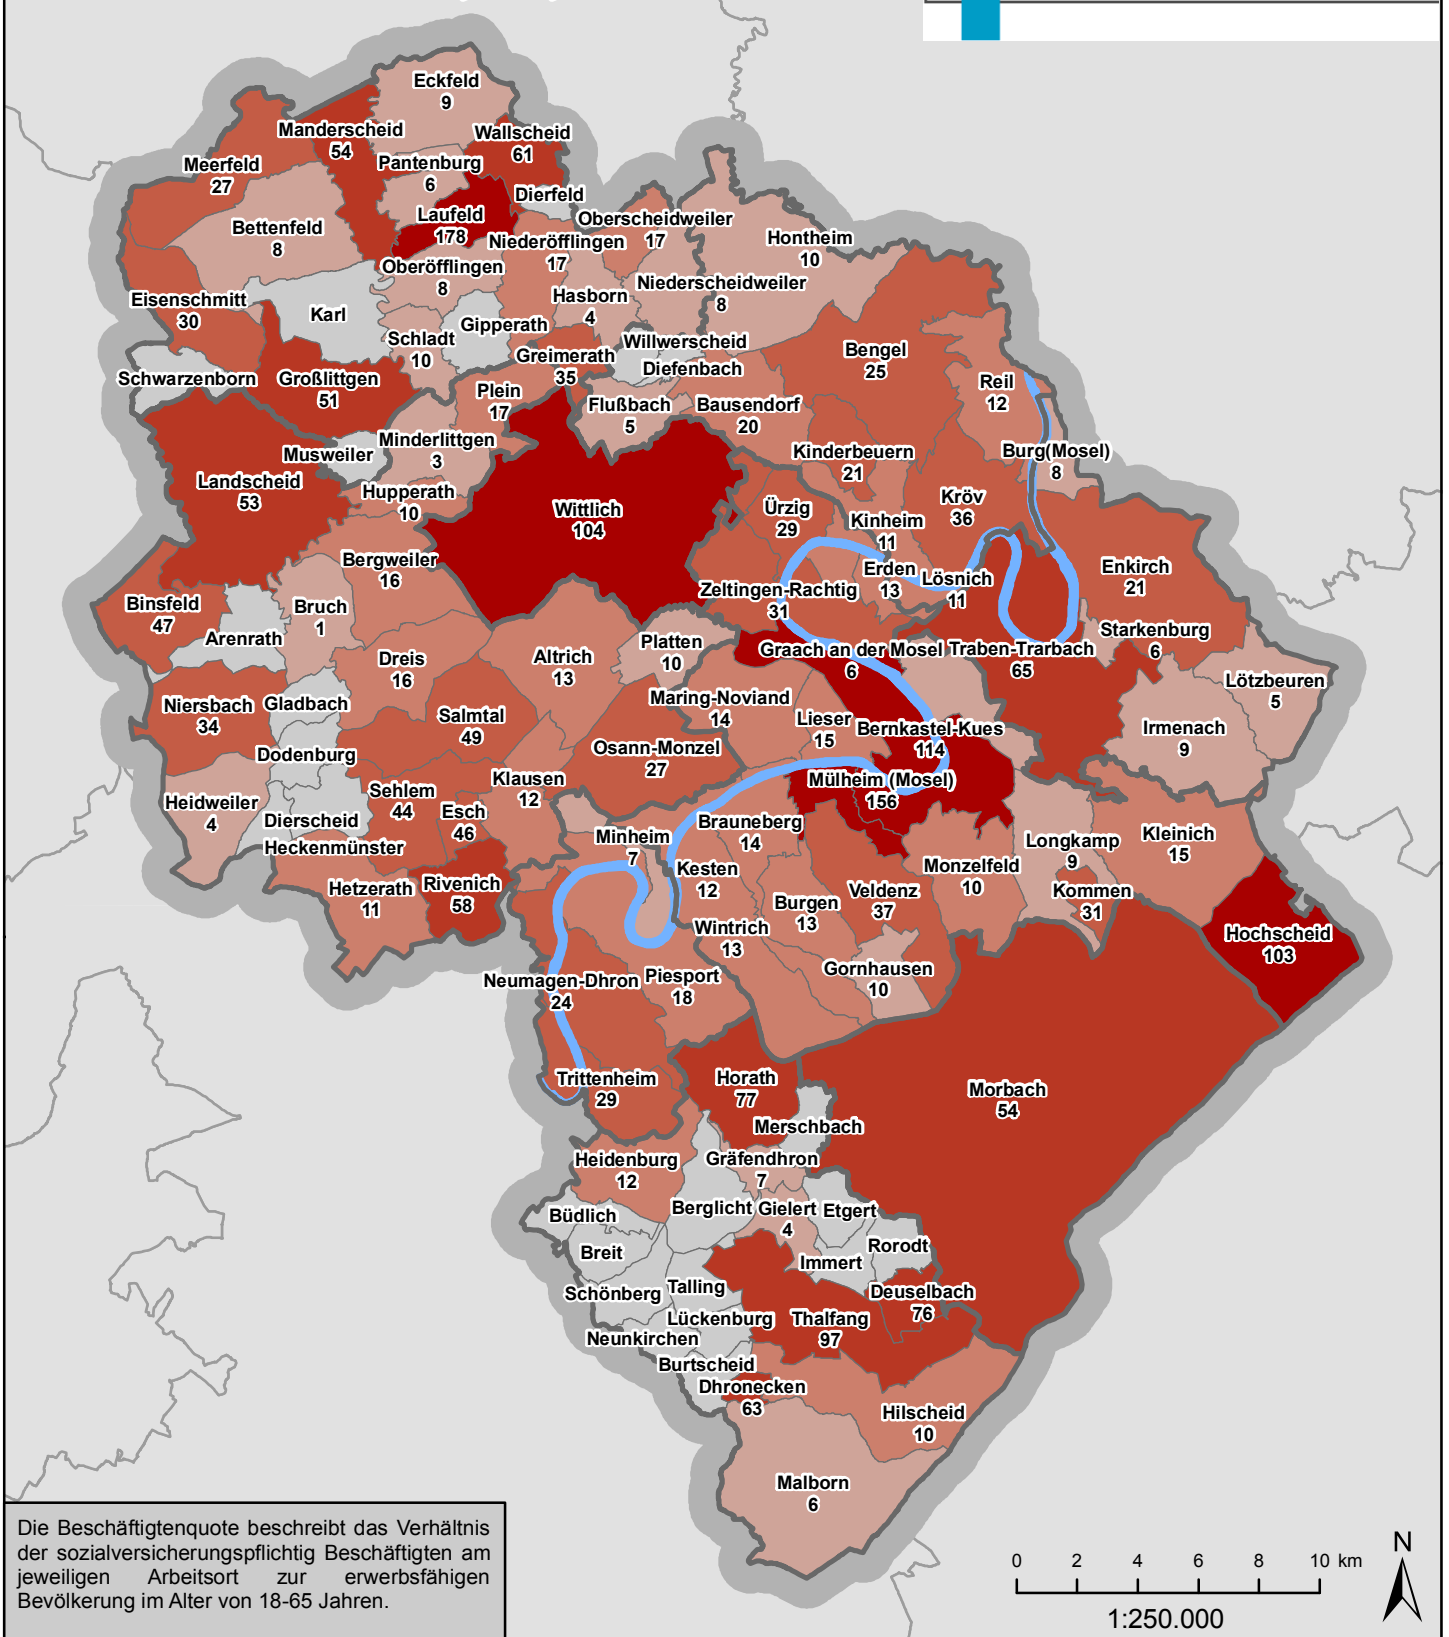 Eckfeld
9
Manderscheid
54
Wallscheid
61
Meerfeld
27
Pantenburg
6
Dierfeld
Laufeld
178
Bettenfeld
8
Oberscheidweiler
17
Niederöfflingen
17
Hontheim
10
Oberöfflingen
8
Niederscheidweiler
8
Hasborn
4
Eisenschmitt
30
Karl
Gipperath
Schladt
10
Willwerscheid
Greimerath
35
Diefenbach
Bengel
25
Schwarzenborn
Großlittgen
51
Reil
12
Plein
17
Flußbach
5
Bausendorf
20
Minderlittgen
3
Musweiler
Kinderbeuern
21
Burg(Mosel)
8
Landscheid
53
Hupperath
10
Wittlich
104
Ürzig
29
Kröv
36
Kinheim
11
Bergweiler
16
Erden
13
Lösnich
11
Enkirch
21
Zeltingen-Rachtig
31
Binsfeld
47
Bruch
1
Arenrath
Starkenburg
6
Platten
10
Graach an der Mosel
6
Traben-Trarbach
65
Dreis
16
Altrich
13
Lötzbeuren
5
Niersbach
34
Gladbach
Maring-Noviand
14
Salmtal
49
Lieser
15
Bernkastel-Kues
114
Irmenach
9
Dodenburg
Osann-Monzel
27
Klausen
12
Mülheim (Mosel)
156
Sehlem
44
Heidweiler
4
Esch
46
Dierscheid
Brauneberg
14
Minheim
7
Longkamp
9
Kleinich
15
Heckenmünster
Kesten
12
Monzelfeld
10
Hetzerath
11
Rivenich
58
Veldenz
37
Kommen
31
Burgen
13
Wintrich
13
Hochscheid
103
Gornhausen
10
Neumagen-Dhron
24
Piesport
18
Trittenheim
29
Horath
77
Morbach
54
Merschbach
Heidenburg
12
Gräfendhron
7
Berglicht
Gielert
4
Etgert
Büdlich
Rorodt
Breit
Immert
Schönberg
Talling
Deuselbach
76
Lückenburg
Thalfang
97
Neunkirchen
Burtscheid
Dhronecken
63
Hilscheid
10
Malborn
6
Die Beschäftigtenquote beschreibt das Verhältnis
der sozialversicherungspflichtig Beschäftigten am
jeweiligen Arbeitsort zur erwerbsfähigen
Bevölkerung im Alter von 18-65 Jahren.
0 2 4 6 8 10 km
1:250.000
N